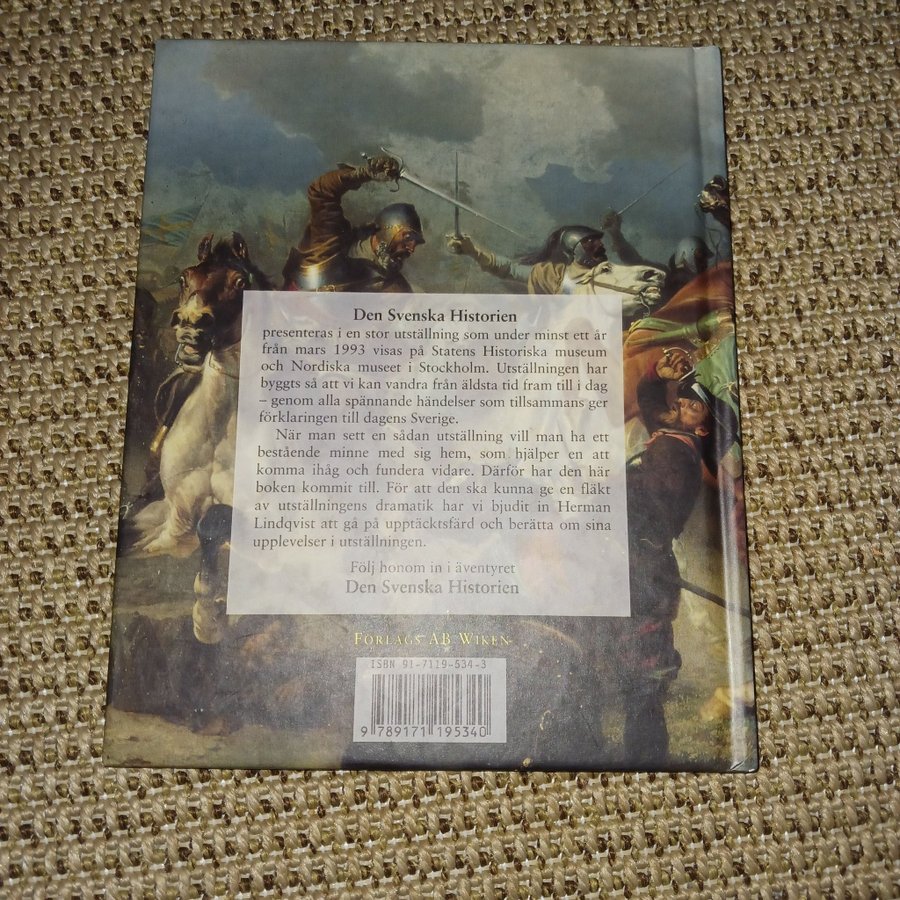 Den Svenska Historien
presenteras i en stor utställning som under minst ett år
från mars 1993 visas på Statens Historiska museum
och Nordiska museet i Stockholm. Utställningen har
byggts så att vi kan vandra från äldsta tid fram till i dag
– genom alla spännande händelser som tillsammans ger
förklaringen till dagens Sverige.
När man sett en sådan utställning vill man ha ett
bestående minne med sig hem, som hjälper en att
komma ihåg och fundera vidare. Därför har den här
boken kommit till. För att den ska kunna ge en fläkt
av utställningens dramatik har vi bjudit in Herman
Lindqvist att gå på upptäcktsfärd och berätta om sina
upplevelser i utställningen.
Följ honom in i äventyret
Den Svenska Historien
FÖRLAGS AB WIKEN
ISBN 91-7119-534-3
9 789171 195340